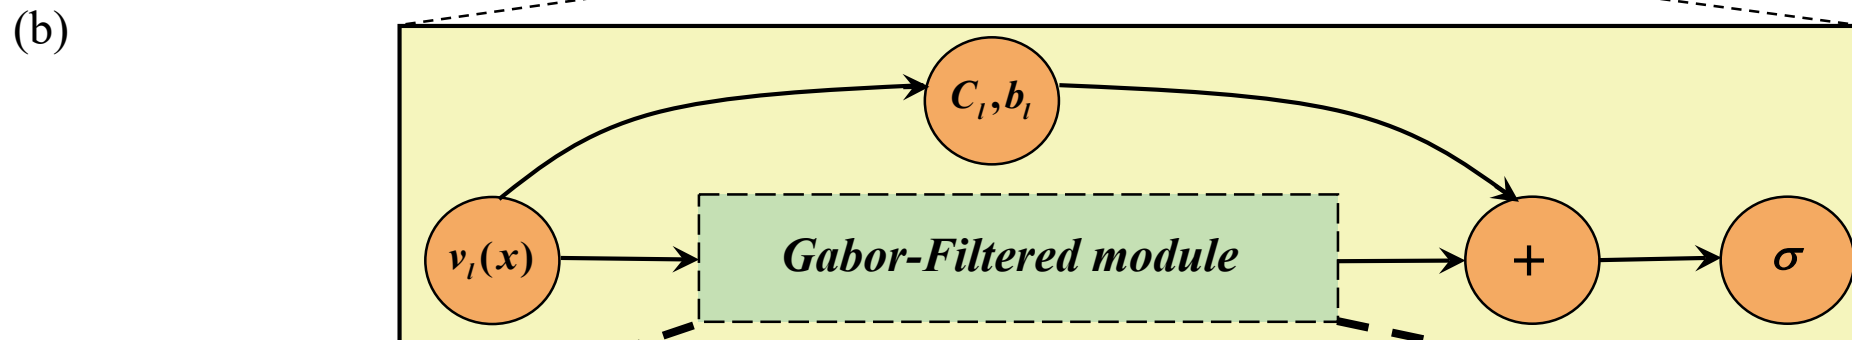 (b)
C_l, b_l
v_l(x)
Gabor-Filtered module
+
σ